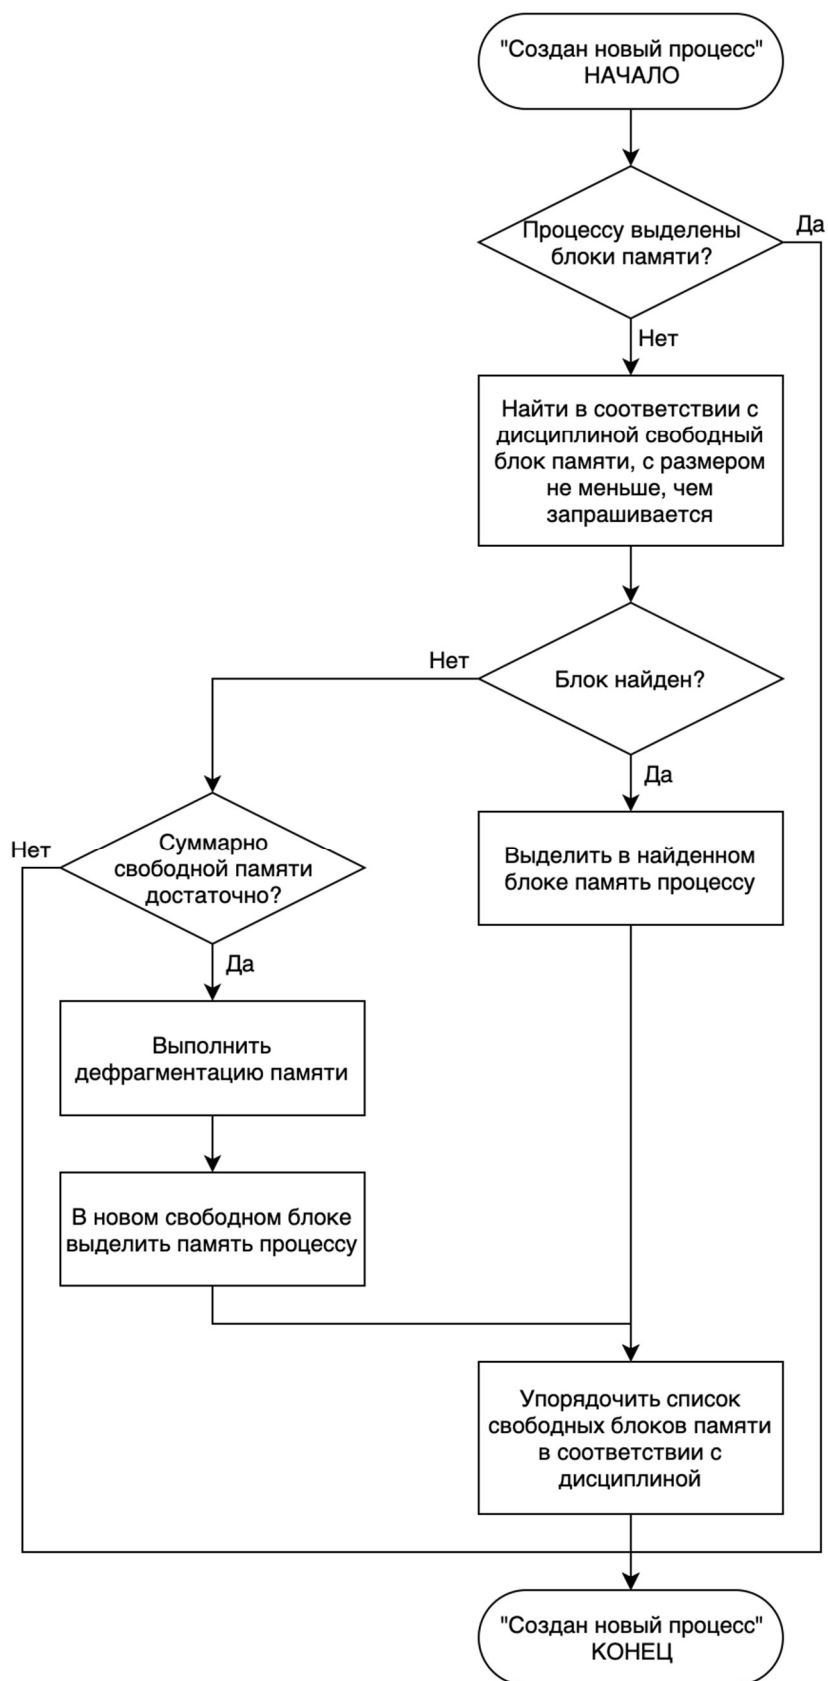 "Создан новый процесс"
НАЧАЛО
Процессу выделены
блоки памяти?
Да
Нет
Найти в соответствии с
дисциплиной свободный
блок памяти, с размером
не меньше, чем
запрашивается
Блок найден?
Нет
Да
Суммарно
свободной памяти
достаточно?
Нет
Да
Выделить в найденном
блоке память процессу
Выполнить
дефрагментацию памяти
В новом свободном блоке
выделить память процессу
Упорядочить список
свободных блоков памяти
в соответствии с
дисциплиной
"Создан новый процесс"
КОНЕЦ